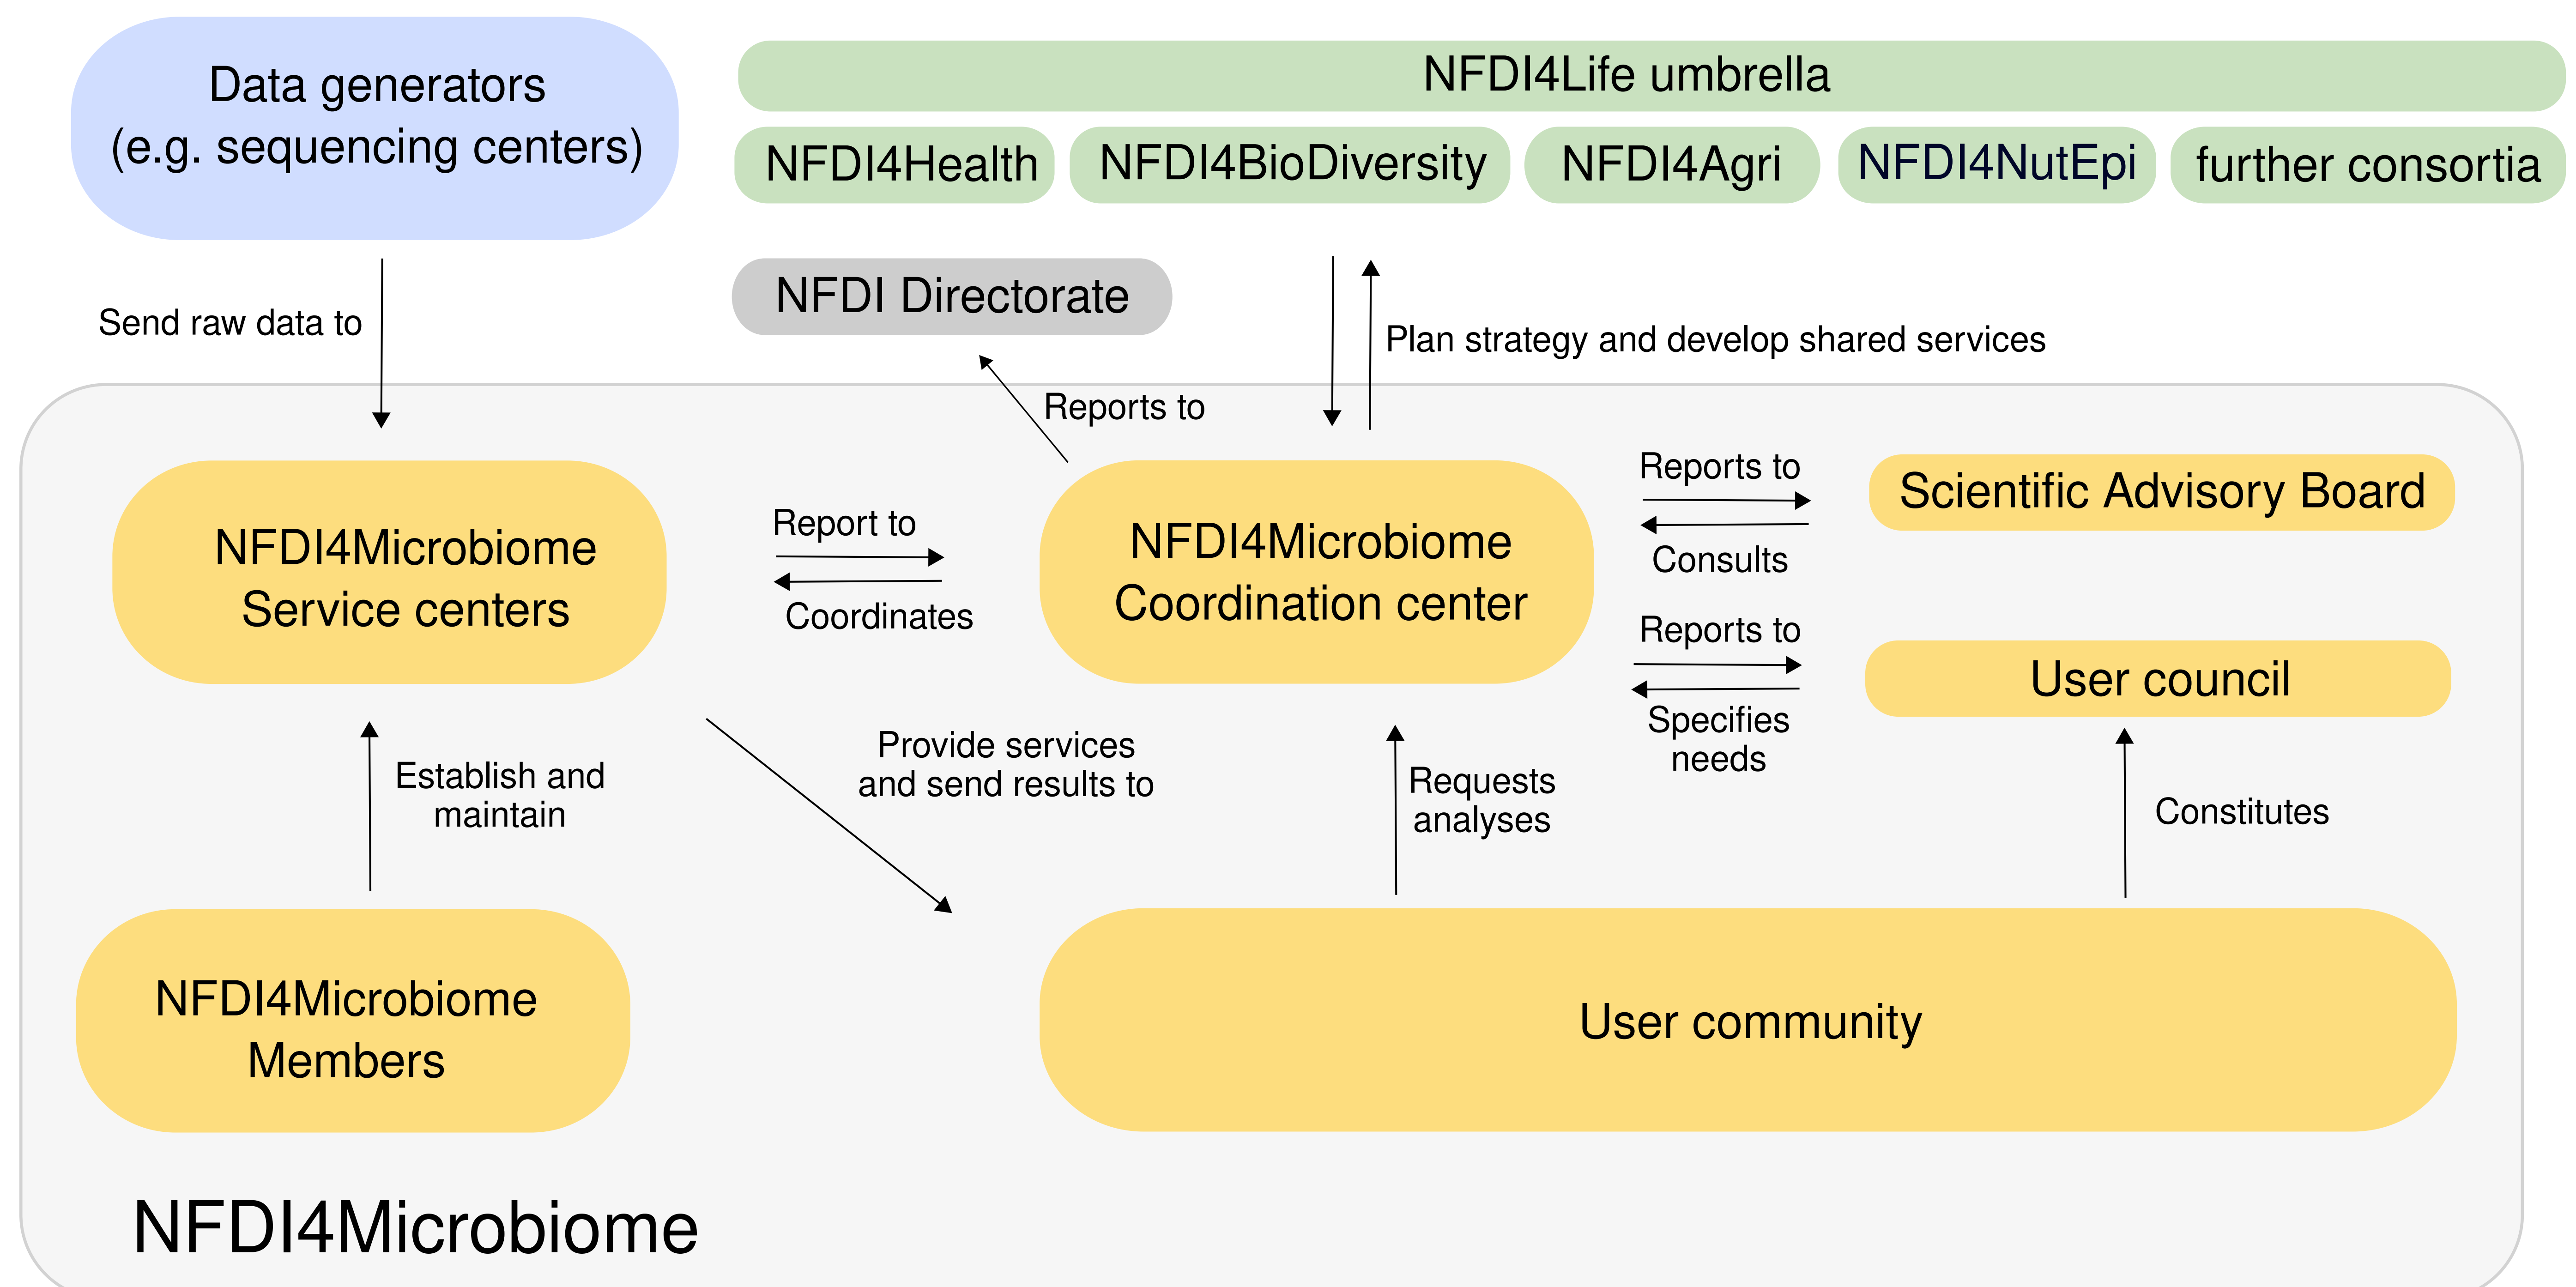 Data generators
(e.g. sequencing centers)
NFDI4Life umbrella
NFDI4Health
NFDI4BioDiversity
NFDI4Agri
NFDI4NutEpi
further consortia
NFDI Directorate
Send raw data to
Plan strategy and develop shared services
Reports to
NFDI4Microbiome
Service centers
Report to
Coordinates
NFDI4Microbiome
Coordination center
Reports to
Consults
Scientific Advisory Board
Reports to
Specifies
needs
User council
Establish and
maintain
Provide services
and send results to
Requests
analyses
Constitutes
NFDI4Microbiome
Members
User community
NFDI4Microbiome